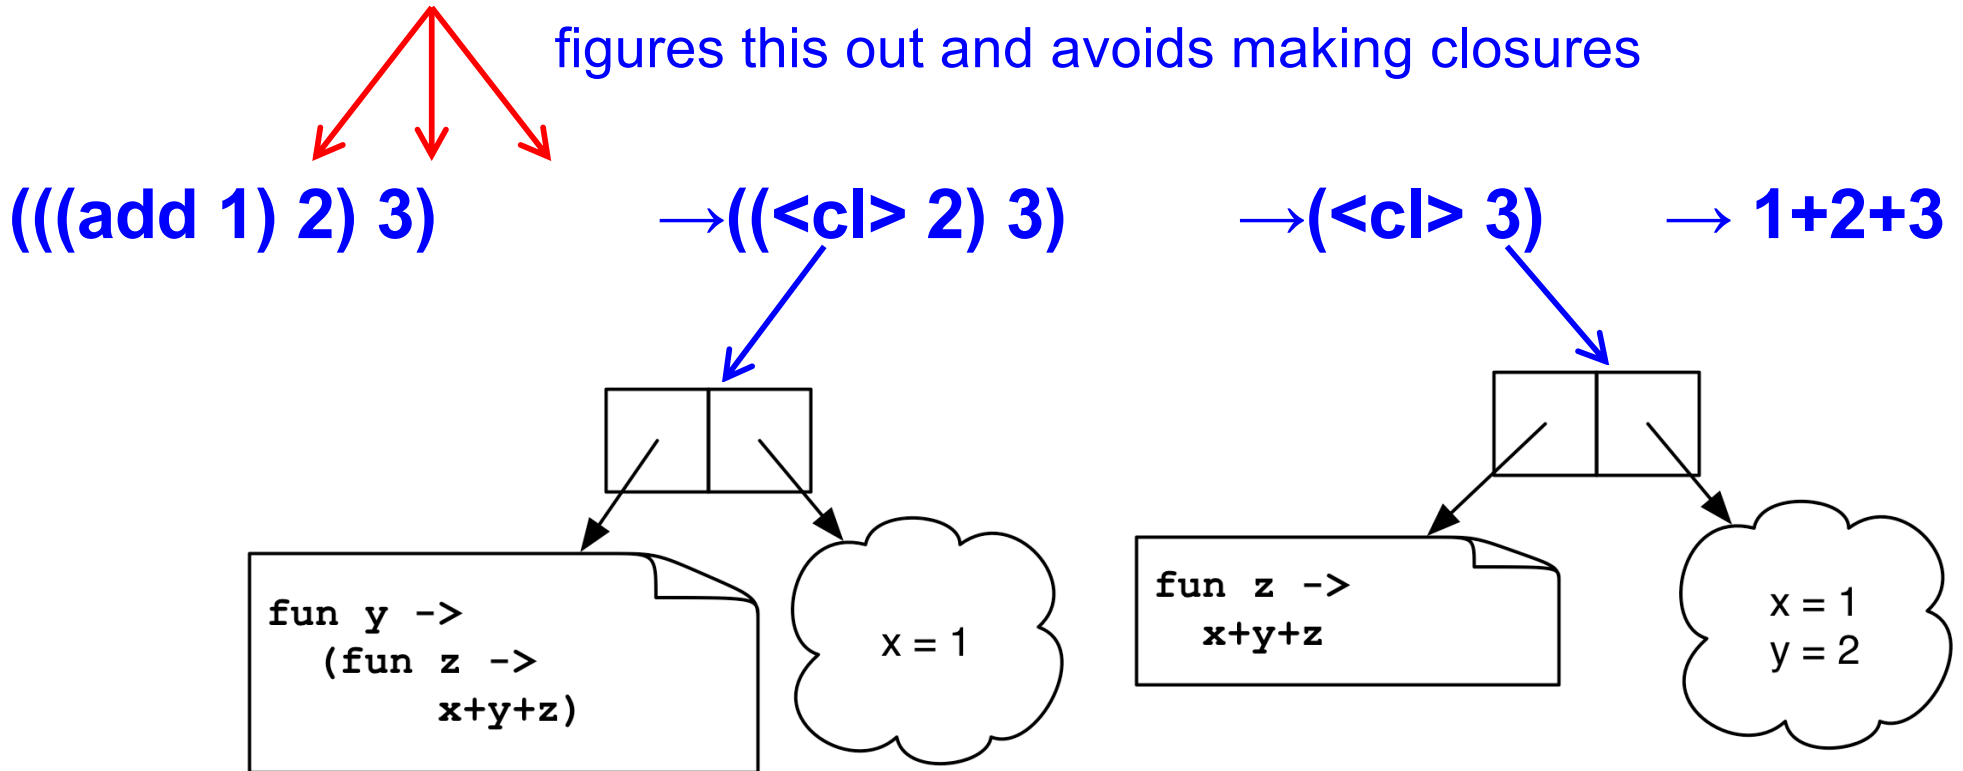 figures this out and avoids making closures
(((add 1) 2) 3) →((<cl> 2) 3) →(<cl> 3) → 1+2+3
fun y ->
(fun z ->
x+y+z)
x = 1
fun z ->
x+y+z
x = 1
y = 2